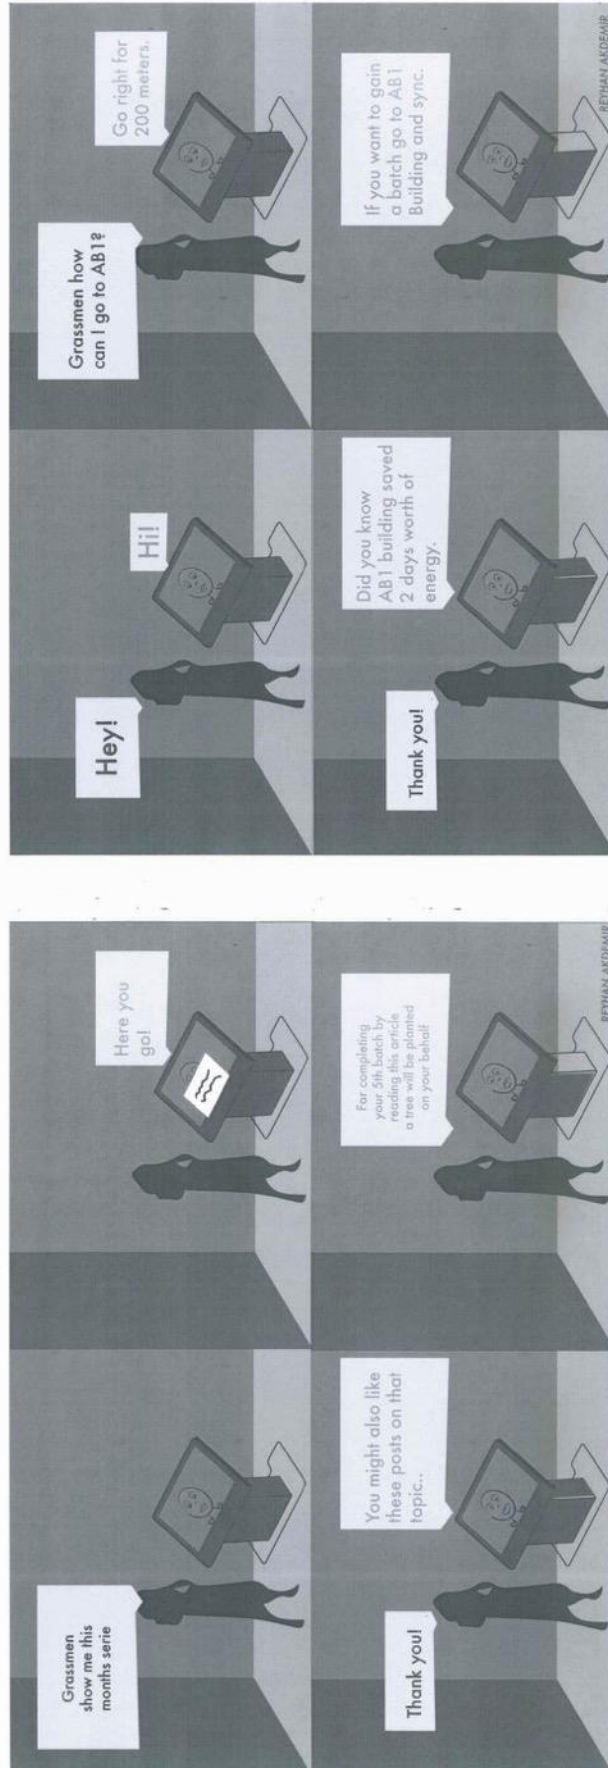 Grassmen
show me this
months serie
Here you
go!
Thank you!
You might also like
these posts on that
topic..
For completing
your 5th batch by
reading this article
a tree will be planted
on your behalf
REYHAN AKDEMIR
Hey!
Hi!
Grassmen how
can I go to AB1?
Go right for
200 meters.
Thank you!
Did you know
AB1 building saved
2 days worth of
energy.
If you want to gain
a batch go to AB1
Building and sync.
REYHAN AKDEMIR